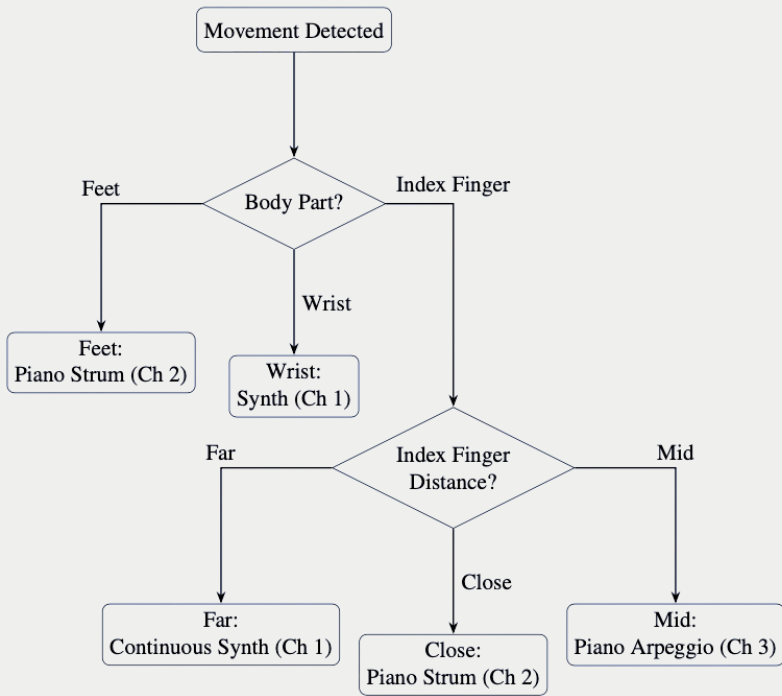 Movement Detected
Feet
Body Part?
Index Finger
Wrist
Feet:
Piano Strum (Ch 2)
Wrist:
Synth (Ch 1)
Far
Index Finger
Distance?
Mid
Close
Far:
Continuous Synth (Ch 1)
Close:
Piano Strum (Ch 2)
Mid:
Piano Arpeggio (Ch 3)